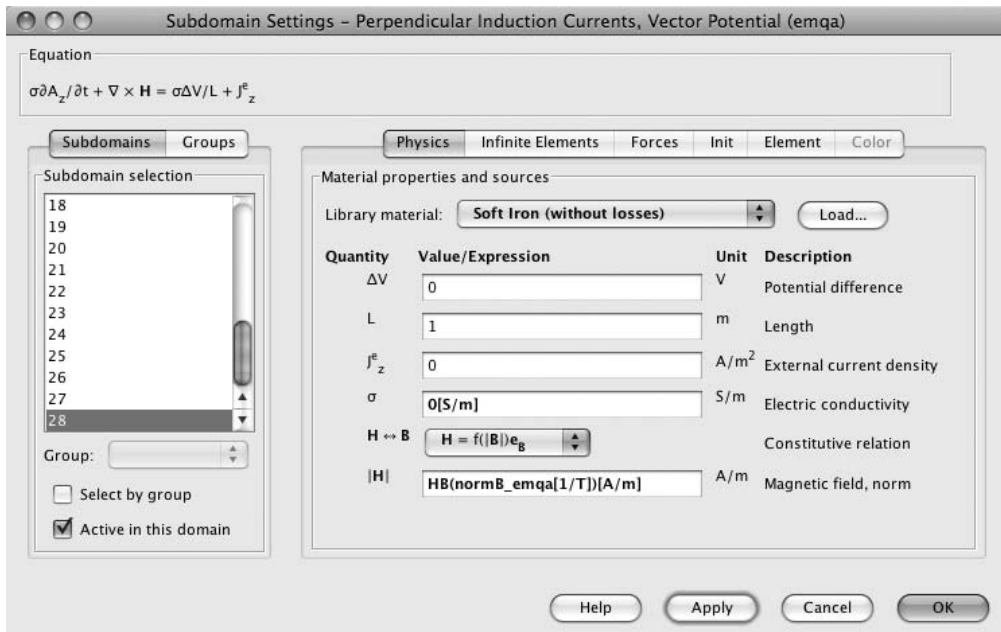 Subdomain Settings – Perpendicular Induction Currents, Vector Potential (emqa)
Equation
σ∂A_z/∂t + ∇ × H = σΔV/L + J^e_z
Subdomains Groups
Subdomain selection
18
19
20
21
22
23
24
25
26
27
28
Group:
Select by group
Active in this domain
Physics Infinite Elements Forces Init Element Color
Material properties and sources
Library material: Soft Iron (without losses) Load...
Quantity Value/Expression Unit Description
ΔV 0 V Potential difference
L 1 m Length
J^e_z 0 A/m² External current density
σ 0[S/m] S/m Electric conductivity
H ↔ B H = f(|B|)e_B Constitutive relation
|H| HB(normB_emqa[1/T])[A/m] A/m Magnetic field, norm
Help Apply Cancel OK